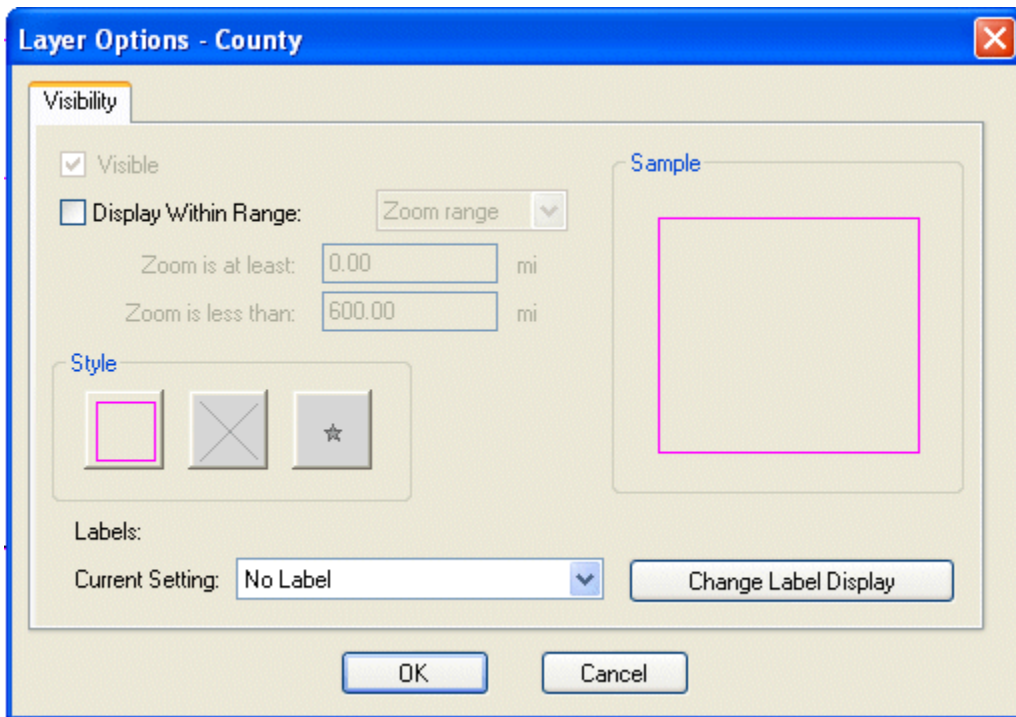 Layer Options - County
Visibility
Visible
Display Within Range:
Zoom range
Zoom is at least:
0.00
mi
Zoom is less than:
600.00
mi
Sample
Style
Labels:
Current Setting:
No Label
Change Label Display
OK
Cancel